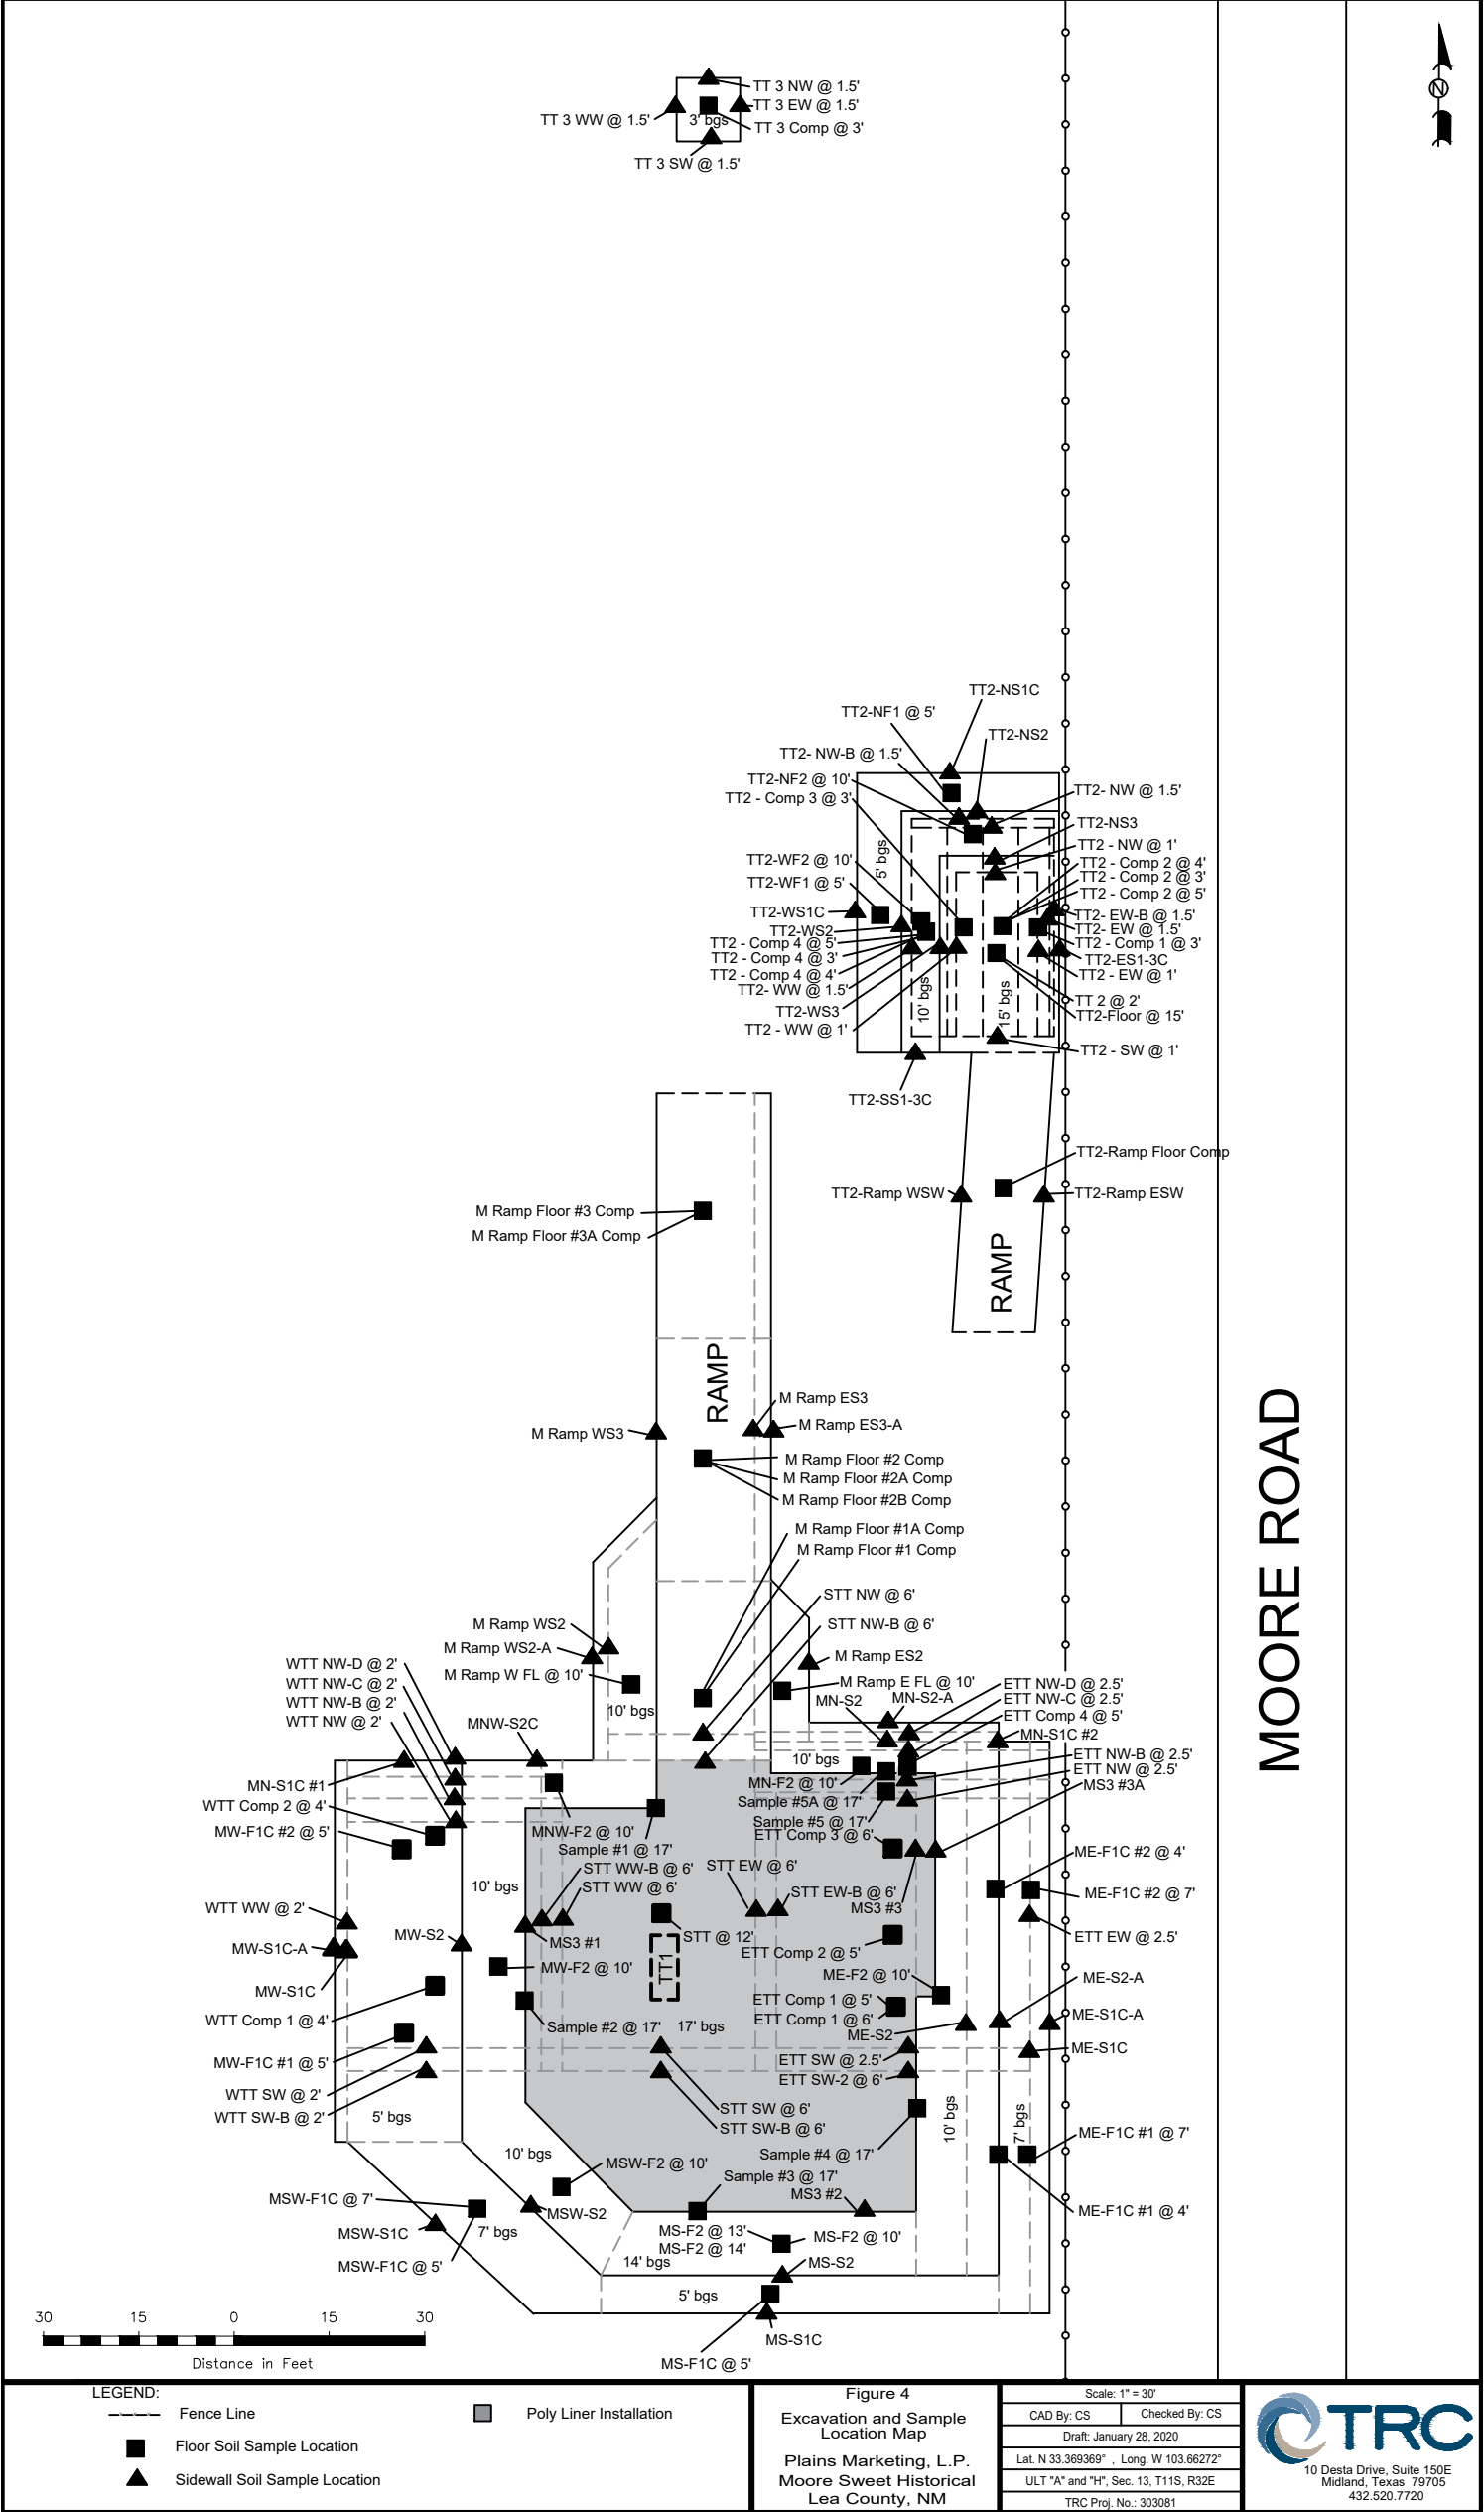 TT 3 NW @ 1.5'
TT 3 EW @ 1.5'
TT 3 WW @ 1.5'
3' bgs
TT 3 Comp @ 3'
TT 3 SW @ 1.5'
N
TT2-NS1C
TT2-NF1 @ 5'
TT2-NS2
TT2- NW-B @ 1.5'
TT2-NF2 @ 10'
TT2 - Comp 3 @ 3'
TT2- NW @ 1.5'
TT2-NS3
TT2 - NW @ 1'
TT2 - Comp 2 @ 4'
TT2 - Comp 2 @ 3'
TT2 - Comp 2 @ 5'
5' bgs
TT2-WF2 @ 10'
TT2-WF1 @ 5'
TT2-WS1C
TT2-WS2
TT2 - Comp 4 @ 5'
TT2 - Comp 4 @ 3'
TT2 - Comp 4 @ 4'
TT2- WW @ 1.5'
TT2-WS3
TT2 - WW @ 1'
TT2- EW-B @ 1.5'
TT2- EW @ 1.5'
TT2 - Comp 1 @ 3'
TT2-ES1-3C
TT2 - EW @ 1'
10' bgs
15' bgs
TT 2 @ 2'
TT2-Floor @ 15'
TT2 - SW @ 1'
TT2-SS1-3C
TT2-Ramp Floor Comp
TT2-Ramp WSW
TT2-Ramp ESW
RAMP
M Ramp Floor #3 Comp
M Ramp Floor #3A Comp
RAMP
M Ramp ES3
M Ramp WS3
M Ramp ES3-A
M Ramp Floor #2 Comp
M Ramp Floor #2A Comp
M Ramp Floor #2B Comp
MOORE ROAD
M Ramp Floor #1A Comp
M Ramp Floor #1 Comp
STT NW @ 6'
STT NW-B @ 6'
M Ramp WS2
M Ramp WS2-A
M Ramp W FL @ 10'
10' bgs
M Ramp ES2
M Ramp E FL @ 10'
WTT NW-D @ 2'
WTT NW-C @ 2'
WTT NW-B @ 2'
WTT NW @ 2'
MNW-S2C
MN-S2
MN-S2-A
ETT NW-D @ 2.5'
ETT NW-C @ 2.5'
ETT Comp 4 @ 5'
MN-S1C #2
ETT NW-B @ 2.5'
ETT NW @ 2.5'
MS3 #3A
10' bgs
MN-S1C #1
WTT Comp 2 @ 4'
MW-F1C #2 @ 5'
MN-F2 @ 10'
Sample #5A @ 17'
Sample #5 @ 17'
ETT Comp 3 @ 6'
MNW-F2 @ 10'
Sample #1 @ 17'
STT WW-B @ 6'
STT WW @ 6'
STT EW @ 6'
STT EW-B @ 6'
MS3 #3
ME-F1C #2 @ 4'
ME-F1C #2 @ 7'
ETT EW @ 2.5'
10' bgs
WTT WW @ 2'
MW-S2
MW-S1C-A
MW-S1C
MS3 #1
MW-F2 @ 10'
STT @ 12'
TT1
ETT Comp 2 @ 5'
ME-F2 @ 10'
ETT Comp 1 @ 5'
ETT Comp 1 @ 6'
ME-S2
ME-S2-A
ME-S1C-A
ME-S1C
WTT Comp 1 @ 4'
MW-F1C #1 @ 5'
WTT SW @ 2'
WTT SW-B @ 2'
Sample #2 @ 17'
17' bgs
ETT SW @ 2.5'
ETT SW-2 @ 6'
5' bgs
STT SW @ 6'
STT SW-B @ 6'
Sample #4 @ 17'
10' bgs
7' bgs
ME-F1C #1 @ 7'
ME-F1C #1 @ 4'
10' bgs
MSW-F2 @ 10'
Sample #3 @ 17'
MS3 #2
MSW-F1C @ 7'
MSW-S1C
MSW-F1C @ 5'
7' bgs
MSW-S2
MS-F2 @ 13'
MS-F2 @ 14'
MS-F2 @ 10'
14' bgs
MS-S2
5' bgs
MS-S1C
MS-F1C @ 5'
30 15 0 15 30
Distance in Feet
LEGEND:
Fence Line
Poly Liner Installation
Floor Soil Sample Location
Sidewall Soil Sample Location
Figure 4
Excavation and Sample
Location Map
Plains Marketing, L.P.
Moore Sweet Historical
Lea County, NM
Scale: 1" = 30'
CAD By: CS
Checked By: CS
Draft: January 28, 2020
Lat. N 33.369369° , Long. W 103.66272°
ULT "A" and "H", Sec. 13, T11S, R32E
TRC Proj. No.: 303081
TRC
10 Desta Drive, Suite 150E
Midland, Texas 79705
432.520.7720